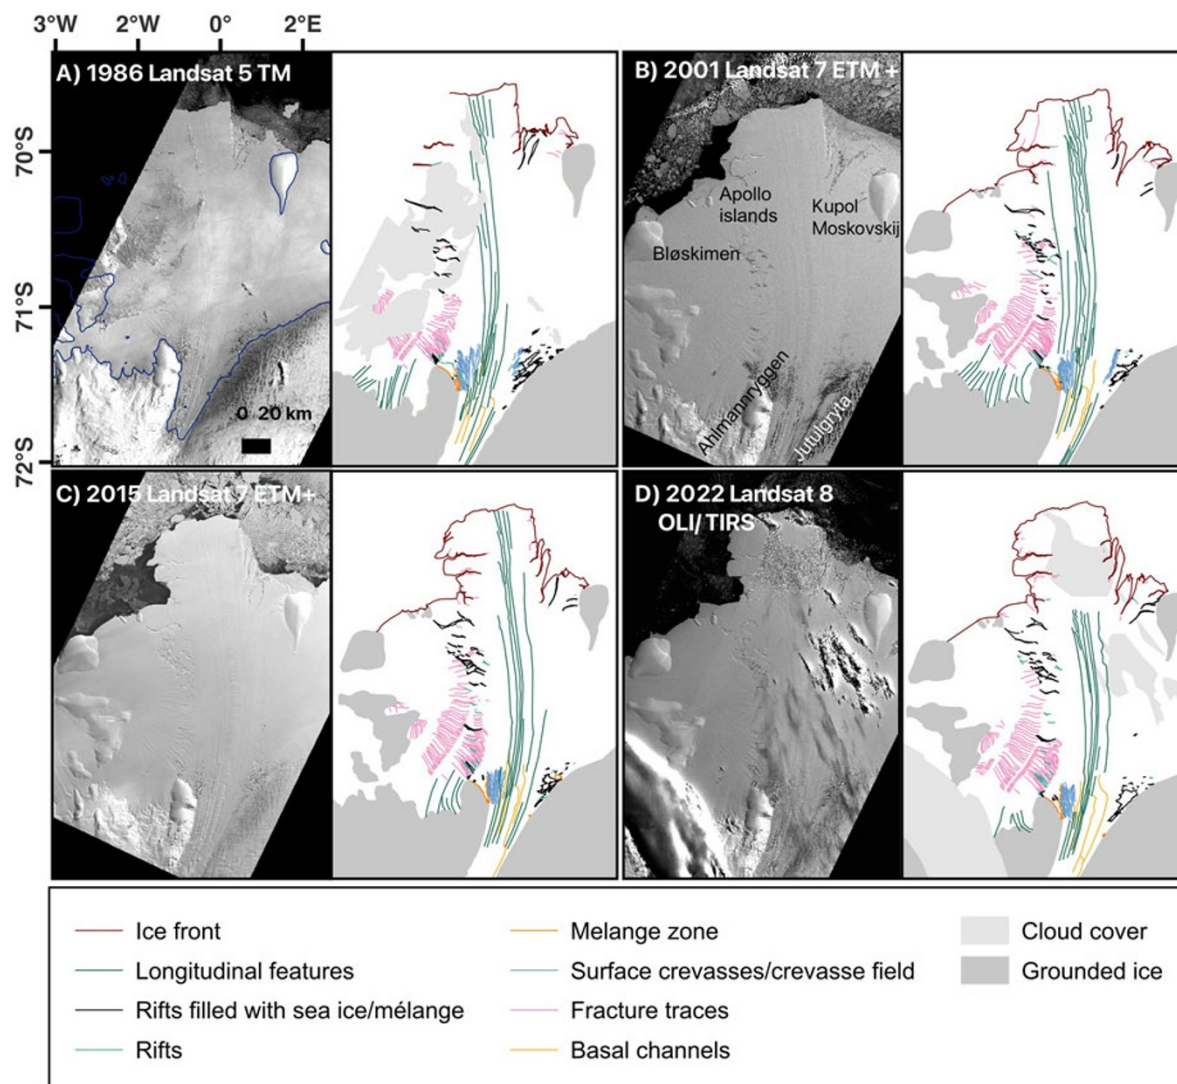 3°W 2°W 0° 2°E
A) 1986 Landsat 5 TM
B) 2001 Landsat 7 ETM +
70°S
Apollo
islands
Kupol
Moskovskij
Bløskimen
71°S
0 20 km
Ahlmannryggen
Jutulgryta
72°S
C) 2015 Landsat 7 ETM+
D) 2022 Landsat 8
OLI/ TIRS
Ice front
Longitudinal features
Rifts filled with sea ice/mélange
Rifts
Melange zone
Surface crevasses/crevasse field
Fracture traces
Basal channels
Cloud cover
Grounded ice